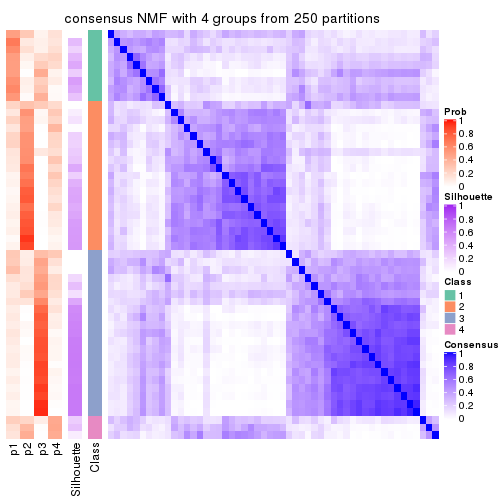 consensus NMF with 4 groups from 250 partitions
Prob
1
0.8
0.6
0.4
0.2
0
Silhouette
1
0.8
0.6
0.4
0.2
0
Class
1
2
3
4
Consensus
1
0.8
0.6
0.4
0.2
0
p1
p2
p3
p4
Silhouette
Class